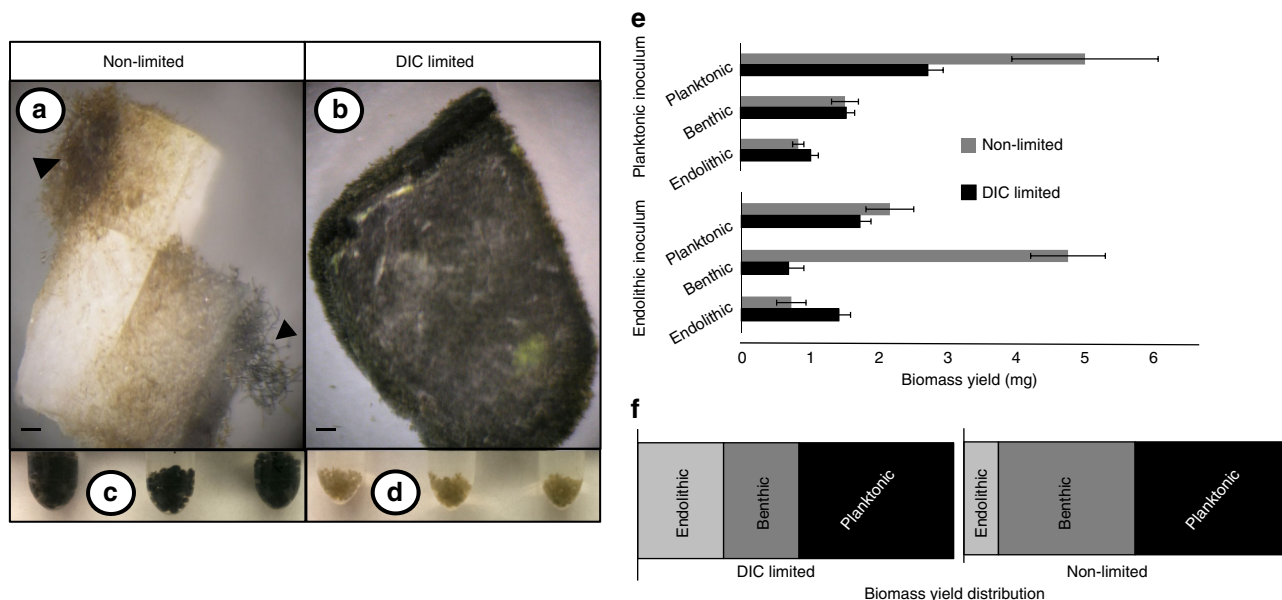 Non-limited
DIC limited
a
b
c
d
e
Planktonic inoculum
Planktonic
Benthic
Endolithic
Endolithic inoculum
Planktonic
Benthic
Endolithic
Non-limited
DIC limited
0 1 2 3 4 5 6
Biomass yield (mg)
f
Endolithic
Benthic
Planktonic
DIC limited
Endolithic
Benthic
Planktonic
Non-limited
Biomass yield distribution